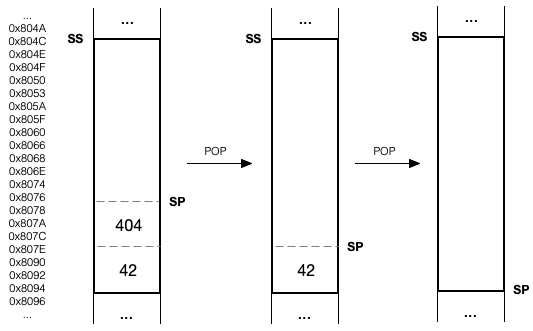 ...
0x804A
0x804C
0x804E
0x804F
0x8050
0x8053
0x805A
0x805F
0x8060
0x8066
0x8068
0x806E
0x8074
0x8076
0x8078
0x807A
0x807C
0x807E
0x8090
0x8092
0x8094
0x8096
...
...
SS
SP
404
42
...
POP
...
SS
SP
42
...
POP
...
SS
SP
...